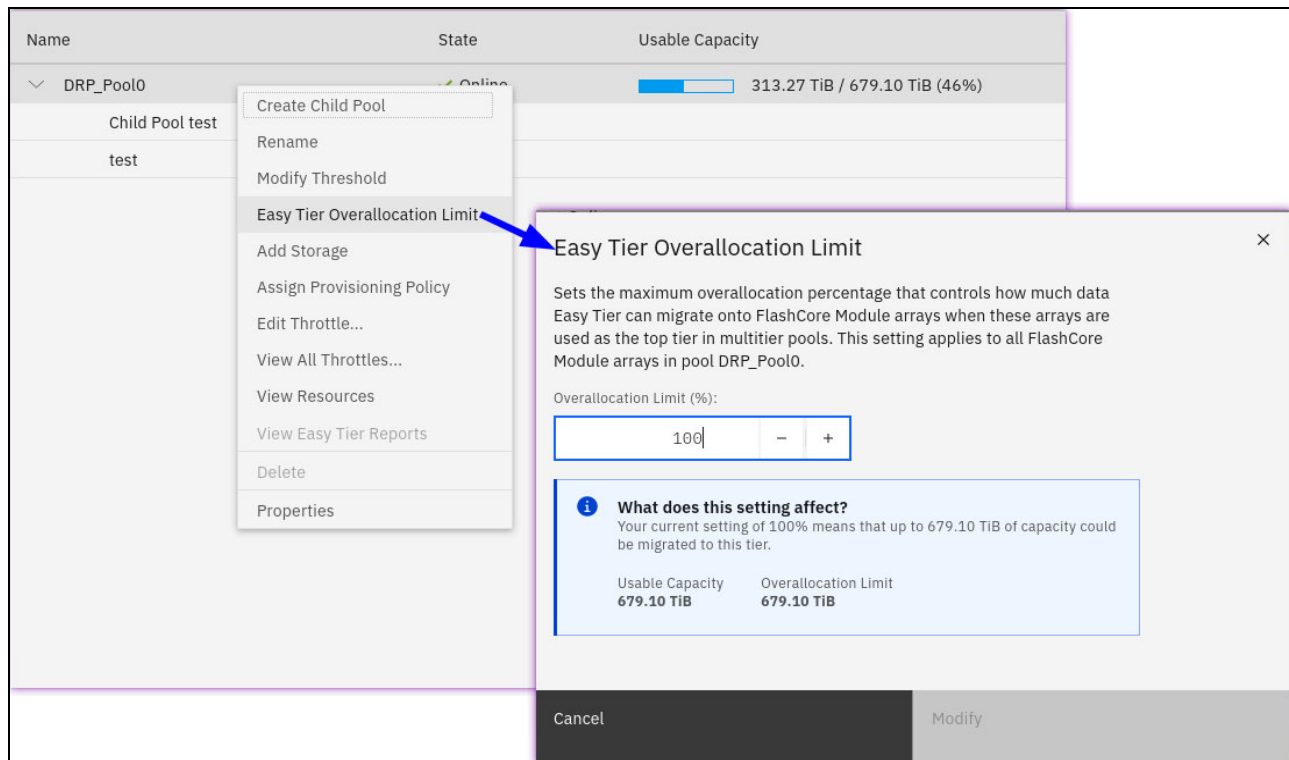 Name State Usable Capacity
DRP_Pool0 Online 313.27 TiB / 679.10 TiB (46%)
Child Pool test
test
Create Child Pool
Rename
Modify Threshold
Easy Tier Overallocation Limit
Add Storage
Assign Provisioning Policy
Edit Throttle...
View All Throttles...
View Resources
View Easy Tier Reports
Delete
Properties
Easy Tier Overallocation Limit
Sets the maximum overallocation percentage that controls how much data
Easy Tier can migrate onto FlashCore Module arrays when these arrays are
used as the top tier in multitier pools. This setting applies to all FlashCore
Module arrays in pool DRP_Pool0.
Overallocation Limit (%):
100 − +
What does this setting affect?
Your current setting of 100% means that up to 679.10 TiB of capacity could
be migrated to this tier.
Usable Capacity Overallocation Limit
679.10 TiB 679.10 TiB
Cancel Modify